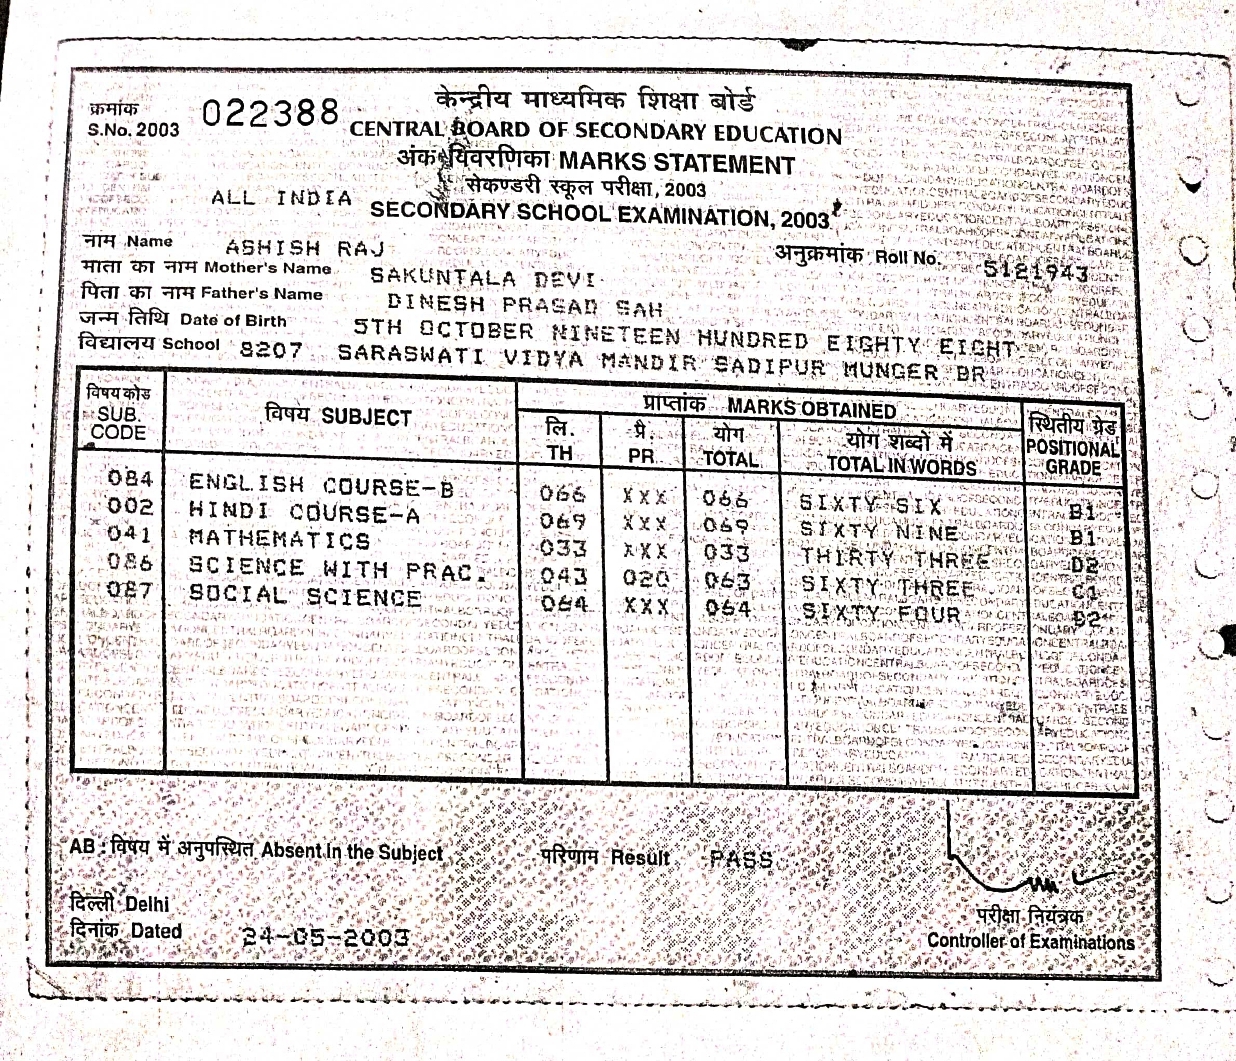 क्रमांक
S.No. 2003 022388
केन्द्रीय माध्यमिक शिक्षा बोर्ड
CENTRAL BOARD OF SECONDARY EDUCATION
अंक विवरणिका MARKS STATEMENT
सेकण्डरी स्कूल परीक्षा, 2003
ALL INDIA SECONDARY SCHOOL EXAMINATION, 2003
नाम Name ASHISH RAJ अनुक्रमांक Roll No. 5121943
माता का नाम Mother's Name SAKUNTALA DEVI
पिता का नाम Father's Name DINESH PRASAD SAH
जन्म तिथि Date of Birth 5TH OCTOBER NINETEEN HUNDRED EIGHTY EIGHT
विद्यालय School 8207 SARASWATI VIDYA MANDIR SADIPUR MUNGER BR
विषय कोड SUB. CODE विषय SUBJECT प्राप्तांक MARKS OBTAINED स्थितीय ग्रेड POSITIONAL GRADE
लि. TH प्रै. PR. योग TOTAL योग शब्दो में TOTAL IN WORDS
084 ENGLISH COURSE-B 066 XXX 066 SIXTY SIX B1
002 HINDI COURSE-A 069 XXX 069 SIXTY NINE B1
041 MATHEMATICS 033 XXX 033 THIRTY THREE D2
086 SCIENCE WITH PRAC. 043 020 063 SIXTY THREE C1
087 SOCIAL SCIENCE 064 XXX 064 SIXTY FOUR
AB : विषय में अनुपस्थित Absent in the Subject परिणाम Result PASS
दिल्ली Delhi
दिनांक Dated 24-05-2003
परीक्षा नियंत्रक
Controller of Examinations